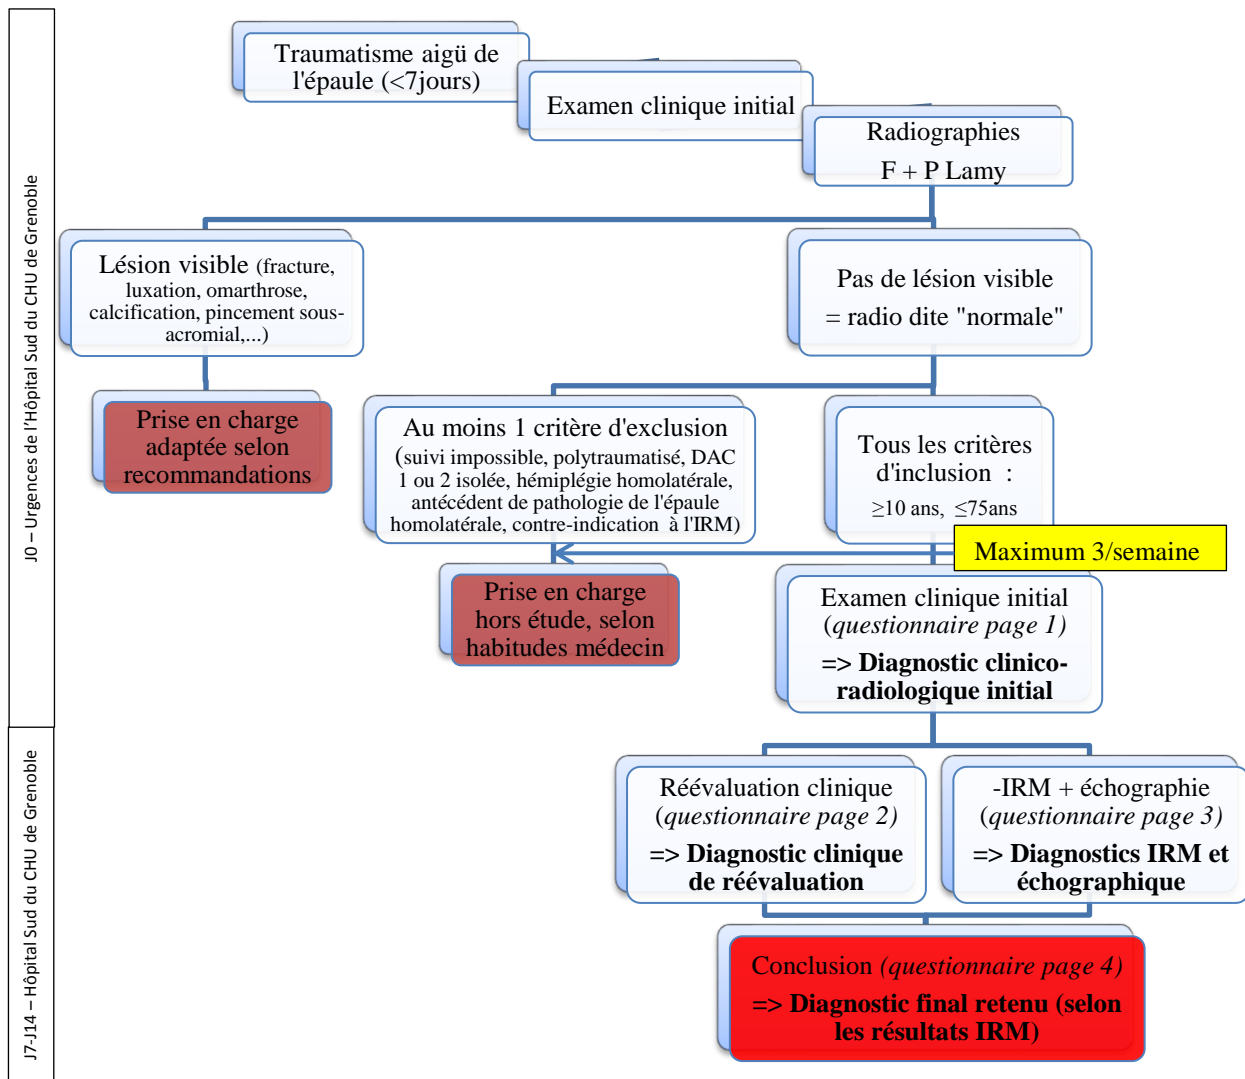 Traumatisme aigü de
l'épaule (<7jours)
Examen clinique initial
Radiographies
F + P Lamy
J0 – Urgences de l'Hôpital Sud du CHU de Grenoble
Lésion visible (fracture,
luxation, omarthrose,
calcification, pincement sous-
acromial,...)
Pas de lésion visible
= radio dite "normale"
Prise en charge
adaptée selon
recommandations
Au moins 1 critère d'exclusion
(suivi impossible, polytraumatisé, DAC
1 ou 2 isolée, hémiplégie homolatérale,
antécédent de pathologie de l'épaule
homolatérale, contre-indication à l'IRM)
Tous les critères
d'inclusion :
≥10 ans, ≤75ans
Maximum 3/semaine
Prise en charge
hors étude, selon
habitudes médecin
Examen clinique initial
(questionnaire page 1)
=> Diagnostic clinico-
radiologique initial
J7-J14 – Hôpital Sud du CHU de Grenoble
Réévaluation clinique
(questionnaire page 2)
=> Diagnostic clinique
de réévaluation
-IRM + échographie
(questionnaire page 3)
=> Diagnostics IRM et
échographique
Conclusion (questionnaire page 4)
=> Diagnostic final retenu (selon
les résultats IRM)